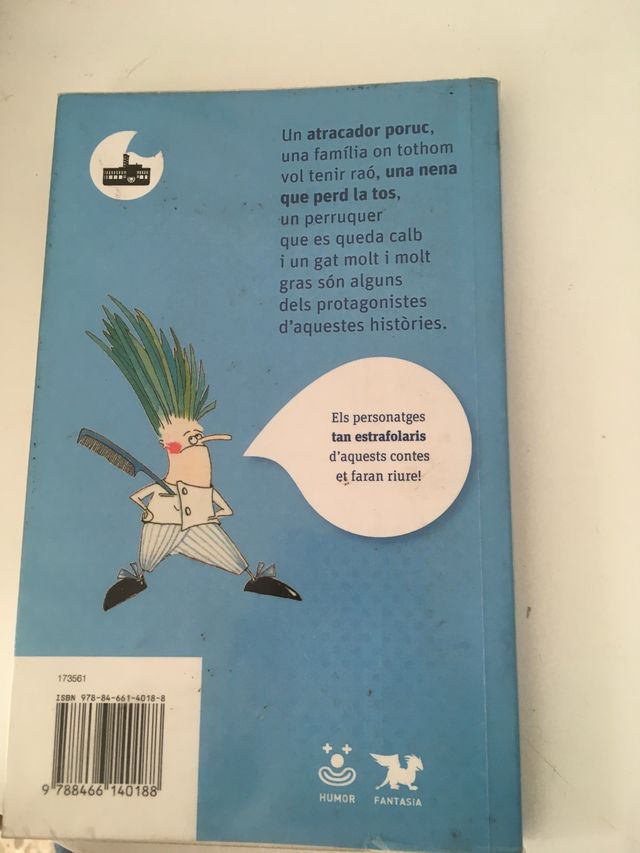 Un atracador poruc,
una família on tothom
vol tenir raó, una nena
que perd la tos,
un perruquer
que es queda calb
i un gat molt i molt
gras són alguns
dels protagonistes
d'aquestes històries.
Els personatges
tan estrafolaris
d'aquests contes
et faran riure!
173561
ISBN 978-84-661-4018-8
9 788466 140188
HUMOR
FANTASIA